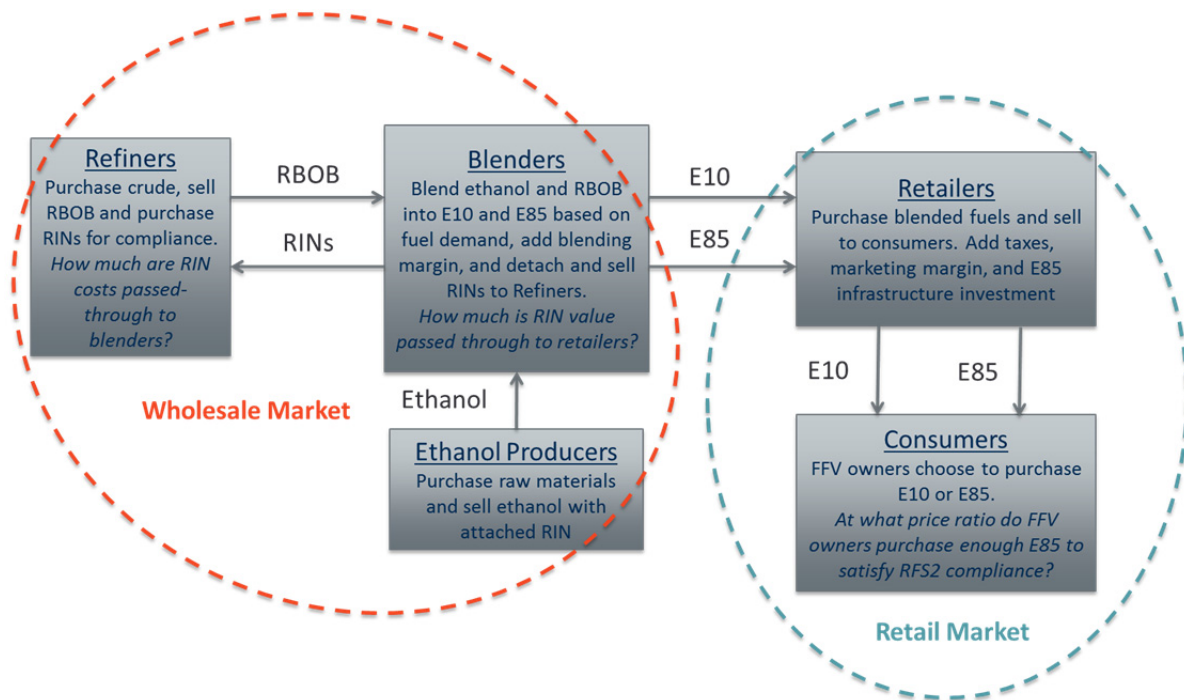 Refiners
Purchase crude, sell
RBOB and purchase
RINs for compliance.
How much are RIN
costs passed-
through to
blenders?
RBOB
RINs
Blenders
Blend ethanol and RBOB
into E10 and E85 based on
fuel demand, add blending
margin, and detach and sell
RINs to Refiners.
How much is RIN value
passed through to retailers?
E10
E85
Retailers
Purchase blended fuels and sell
to consumers. Add taxes,
marketing margin, and E85
infrastructure investment
Wholesale Market
Ethanol
Ethanol Producers
Purchase raw materials
and sell ethanol with
attached RIN
E10
E85
Consumers
FFV owners choose to purchase
E10 or E85.
At what price ratio do FFV
owners purchase enough E85 to
satisfy RFS2 compliance?
Retail Market